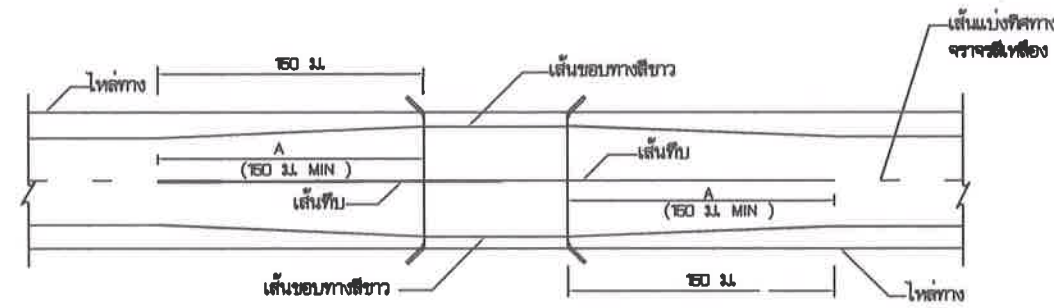 เส้นแบ่งทิศทาง
จราจรสีเหลือง
150 ม.
เส้นขอบทางสีขาว
ไหล่ทาง
A
(150 ม. MIN )
เส้นทึบ
เส้นทึบ
A
(150 ม. MIN )
เส้นขอบทางสีขาว
150 ม.
ไหล่ทาง